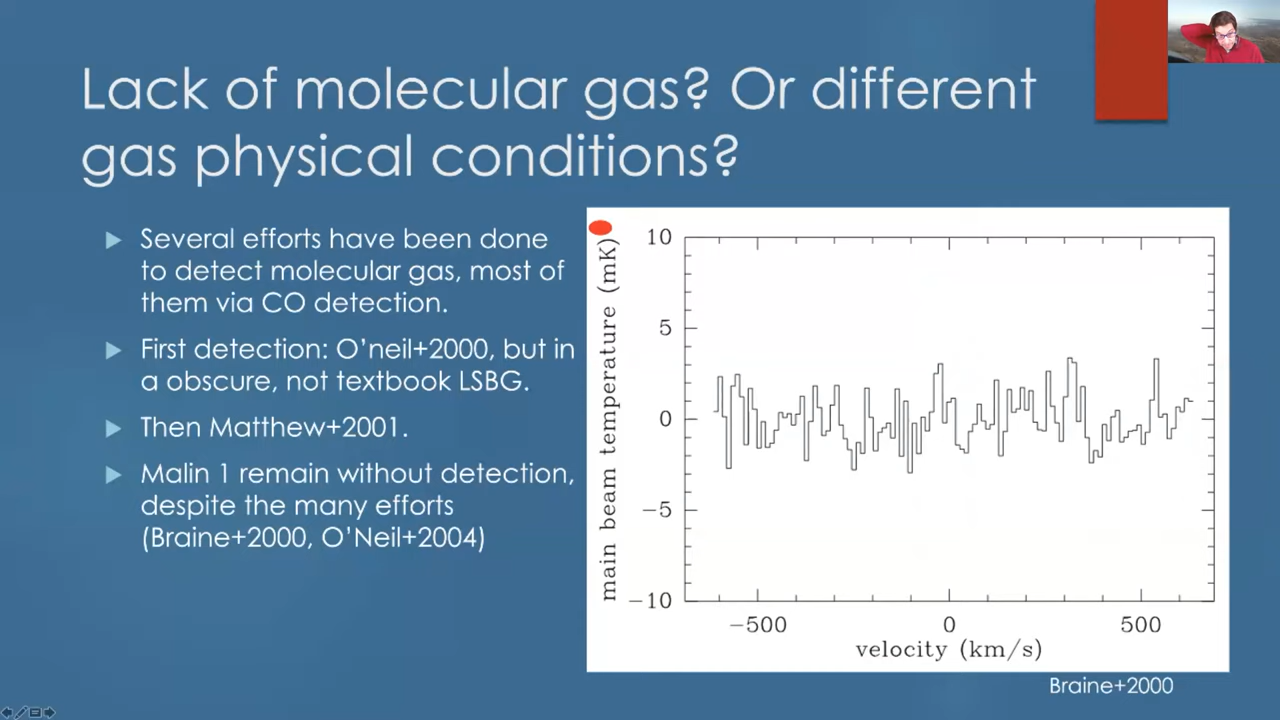 Lack of molecular gas? Or different
gas physical conditions?
Several efforts have been done
to detect molecular gas, most of
them via CO detection.
First detection: O'neil+2000, but in
a obscure, not textbook LSBG.
Then Matthew+2001.
Malin 1 remain without detection,
despite the many efforts
(Braine+2000, O'Neil+2004)
main beam temperature (mK)
10
5
0
−5
−10
−500
0
500
velocity (km/s)
Braine+2000